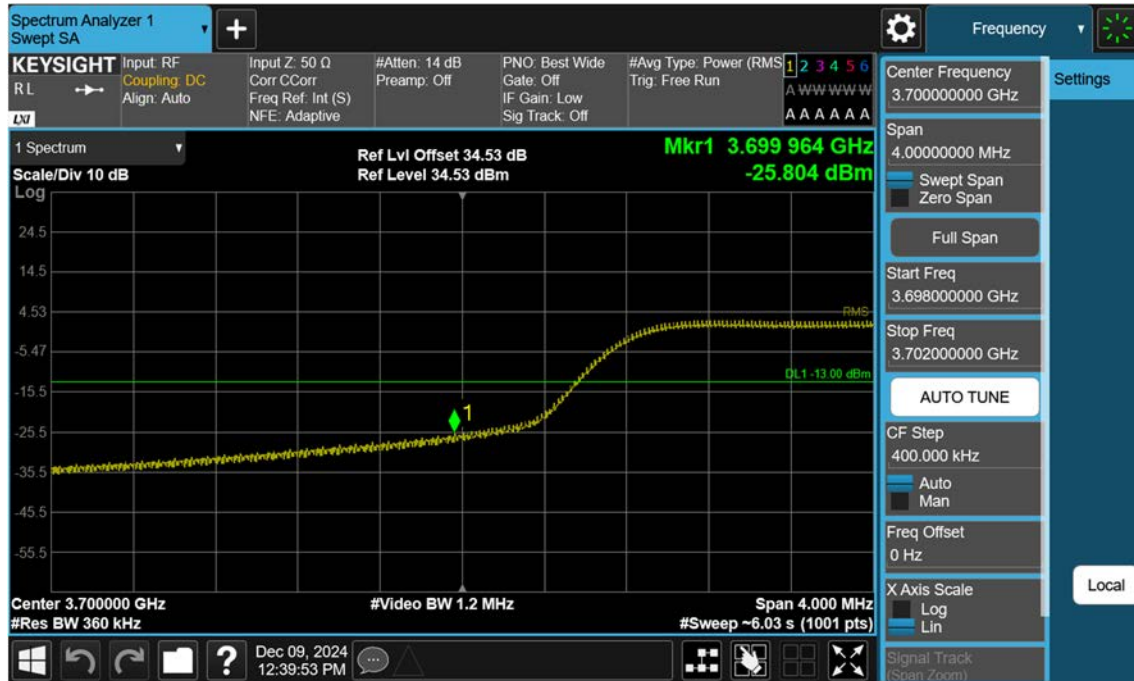 Spectrum Analyzer 1
Swept SA
+
Frequency
KEYSIGHT
RL
LXI
Input: RF
Coupling: DC
Align: Auto
Input Z: 50 Ω
Corr CCorr
Freq Ref: Int (S)
NFE: Adaptive
#Atten: 14 dB
Preamp: Off
PNO: Best Wide
Gate: Off
IF Gain: Low
Sig Track: Off
#Avg Type: Power (RMS
Trig: Free Run
1 2 3 4 5 6
A W W W W W
A A A A A A
1 Spectrum
Scale/Div 10 dB
Log
Ref Lvl Offset 34.53 dB
Ref Level 34.53 dBm
Mkr1 3.699 964 GHz
-25.804 dBm
24.5
14.5
4.53
-5.47
-15.5
-25.5
-35.5
-45.5
-55.5
RMS
DL1 -13.00 dBm
1
Center 3.700000 GHz
#Res BW 360 kHz
#Video BW 1.2 MHz
Span 4.000 MHz
#Sweep ~6.03 s (1001 pts)
Center Frequency
3.700000000 GHz
Span
4.00000000 MHz
Swept Span
Zero Span
Full Span
Start Freq
3.698000000 GHz
Stop Freq
3.702000000 GHz
AUTO TUNE
CF Step
400.000 kHz
Auto
Man
Freq Offset
0 Hz
X Axis Scale
Log
Lin
Signal Track
(Span Zoom)
Settings
Local
?
Dec 09, 2024
12:39:53 PM